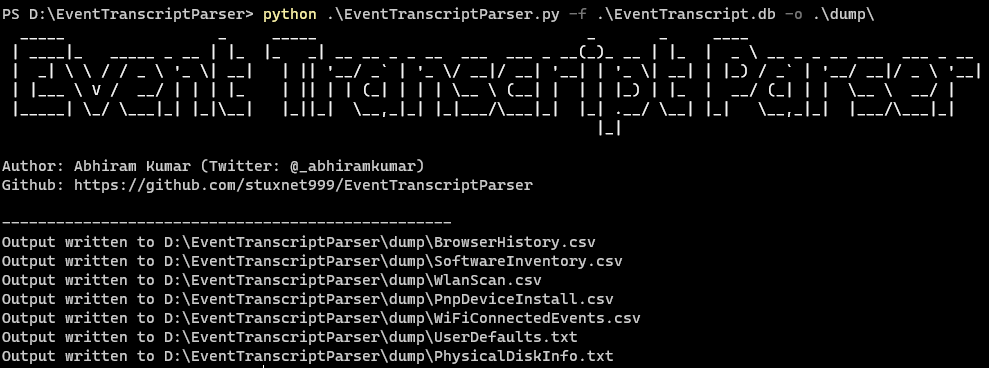 PS D:\EventTranscriptParser> python .\EventTranscriptParser.py -f .\EventTranscript.db -o .\dump\
Event Transcript Parser
Author: Abhiram Kumar (Twitter: @_abhiramkumar)
Github: https://github.com/stuxnet999/EventTranscriptParser
--------------------------------------------------
Output written to D:\EventTranscriptParser\dump\BrowserHistory.csv
Output written to D:\EventTranscriptParser\dump\SoftwareInventory.csv
Output written to D:\EventTranscriptParser\dump\WlanScan.csv
Output written to D:\EventTranscriptParser\dump\PnpDeviceInstall.csv
Output written to D:\EventTranscriptParser\dump\WiFiConnectedEvents.csv
Output written to D:\EventTranscriptParser\dump\UserDefaults.txt
Output written to D:\EventTranscriptParser\dump\PhysicalDiskInfo.txt